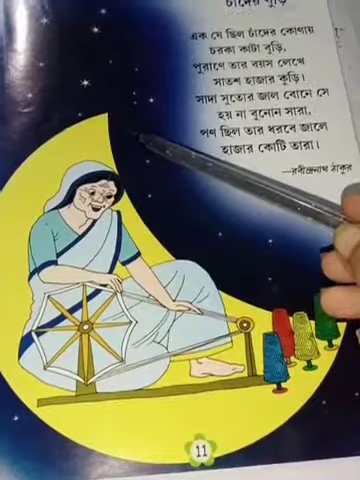 চাঁদের বুড়ি
এক যে ছিল চাঁদের কোণায়
চরকা কাটা বুড়ি,
পুরাণে তার বয়স লেখে
সাতশ হাজার কুড়ি।
সাদা সুতোর জাল বোনে সে
হয় না বুনোন সারা,
পণ ছিল তার ধরবে জালে
হাজার কোটি তারা।
—রবীন্দ্রনাথ ঠাকুর
11